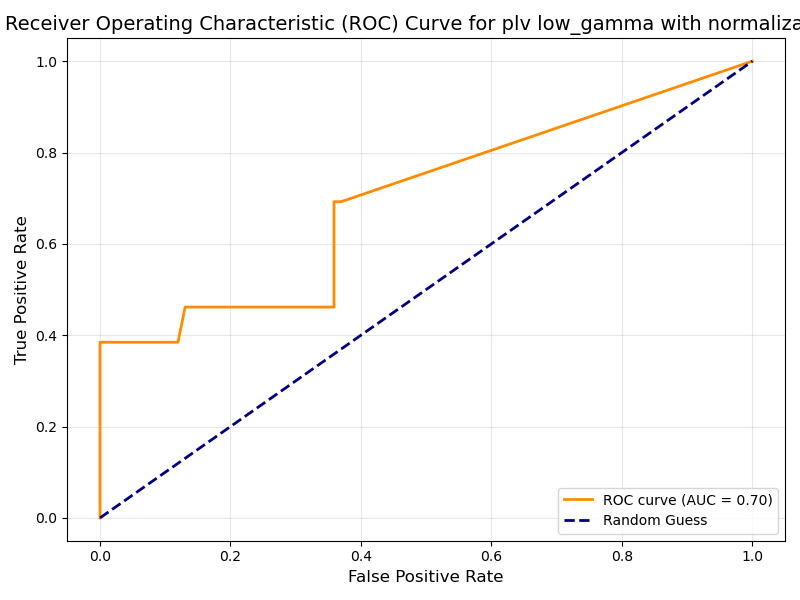 Receiver Operating Characteristic (ROC) Curve for plv low_gamma with normaliza
True Positive Rate
1.0
0.8
0.6
0.4
0.2
0.0
0.0 0.2 0.4 0.6 0.8 1.0
False Positive Rate
ROC curve (AUC = 0.70)
Random Guess